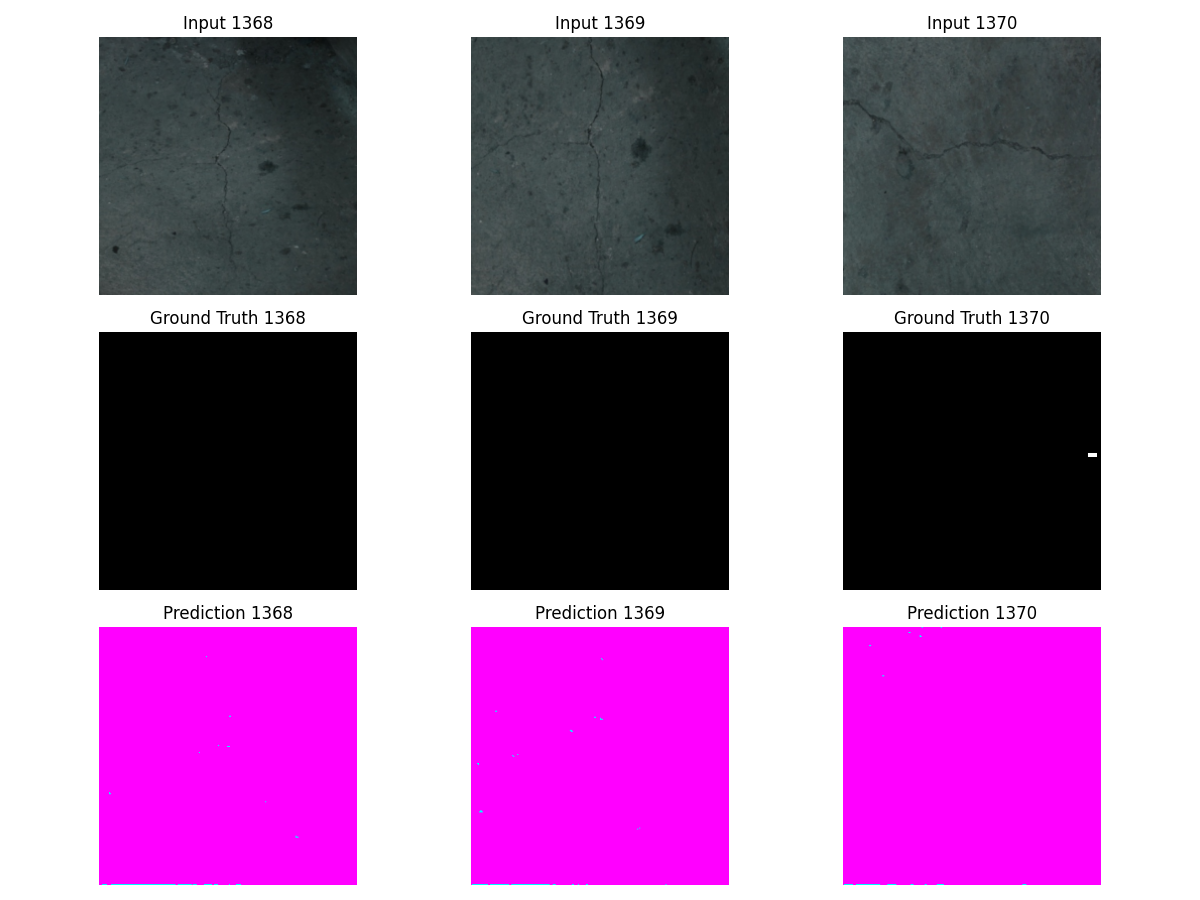 Input 1368
Input 1369
Input 1370
Ground Truth 1368
Ground Truth 1369
Ground Truth 1370
Prediction 1368
Prediction 1369
Prediction 1370